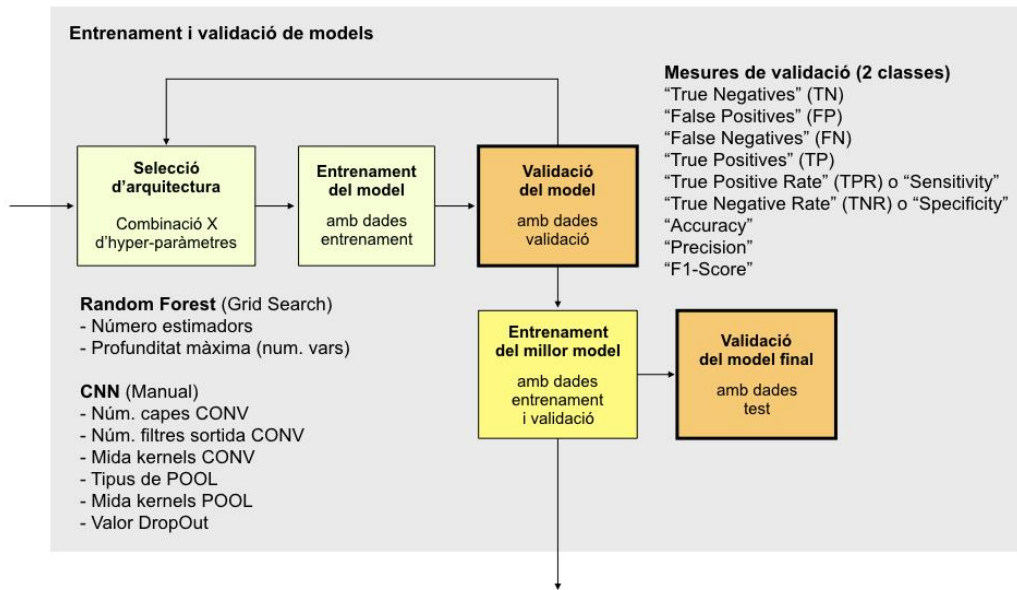 Entrenament i validació de models
Selecció
d'arquitectura
Combinació X
d'hyper-paràmetres
Entrenament
del model
amb dades
entrenament
Validació
del model
amb dades
validació
Mesures de validació (2 classes)
“True Negatives” (TN)
“False Positives” (FP)
“False Negatives” (FN)
“True Positives” (TP)
“True Positive Rate” (TPR) o “Sensitivity”
“True Negative Rate” (TNR) o “Specificity”
“Accuracy”
“Precision”
“F1-Score”
Random Forest (Grid Search)
- Número estimadors
- Profunditat màxima (num. vars)
CNN (Manual)
- Núm. capes CONV
- Núm. filtres sortida CONV
- Mida kernels CONV
- Tipus de POOL
- Mida kernels POOL
- Valor DropOut
Entrenament
del millor model
amb dades
entrenament
i validació
Validació
del model final
amb dades
test